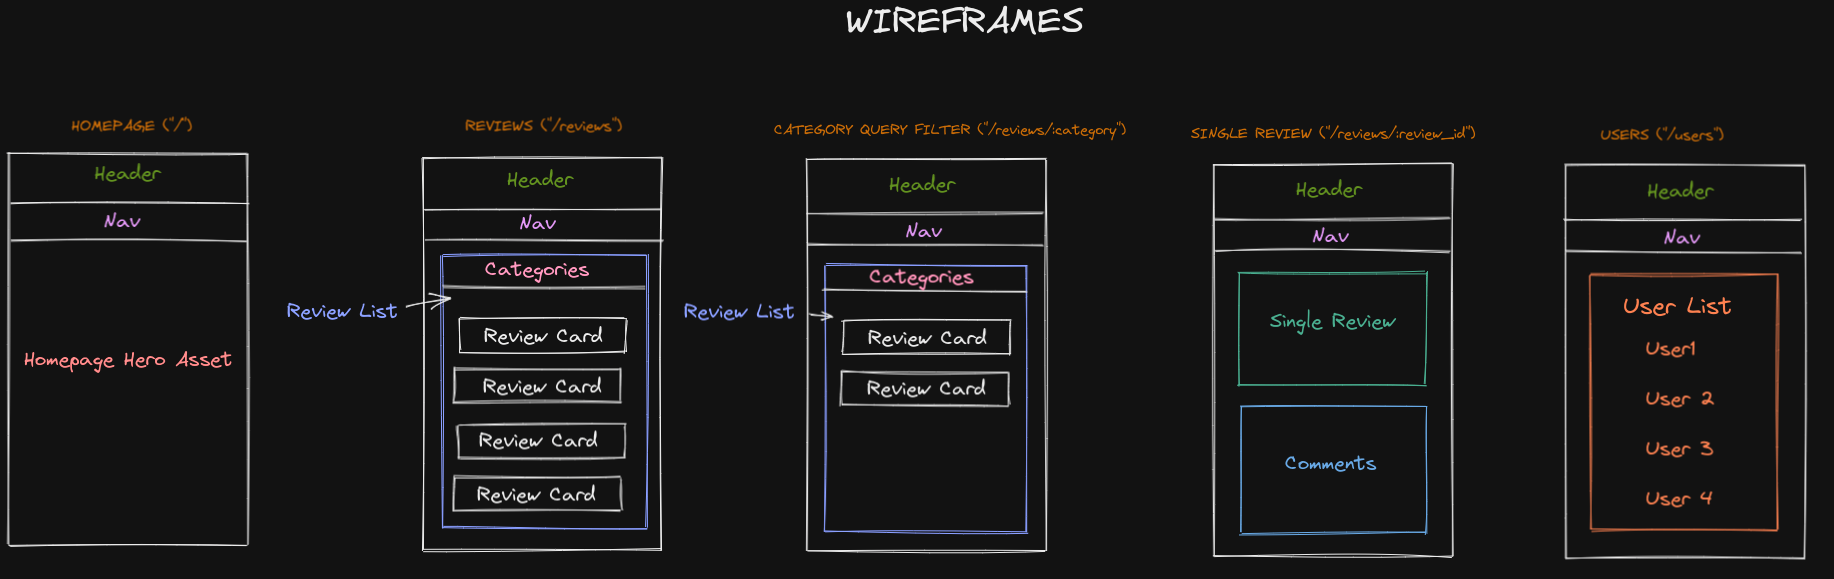 WIREFRAMES
HOMEPAGE ("/")
Header
Nav
Homepage Hero Asset
REVIEWS ("/reviews")
Header
Nav
Categories
Review List
Review Card
Review Card
Review Card
Review Card
CATEGORY QUERY FILTER ("/reviews/:category")
Header
Nav
Categories
Review List
Review Card
Review Card
SINGLE REVIEW ("/reviews/:review_id")
Header
Nav
Single Review
Comments
USERS ("/users")
Header
Nav
User List
User1
User 2
User 3
User 4